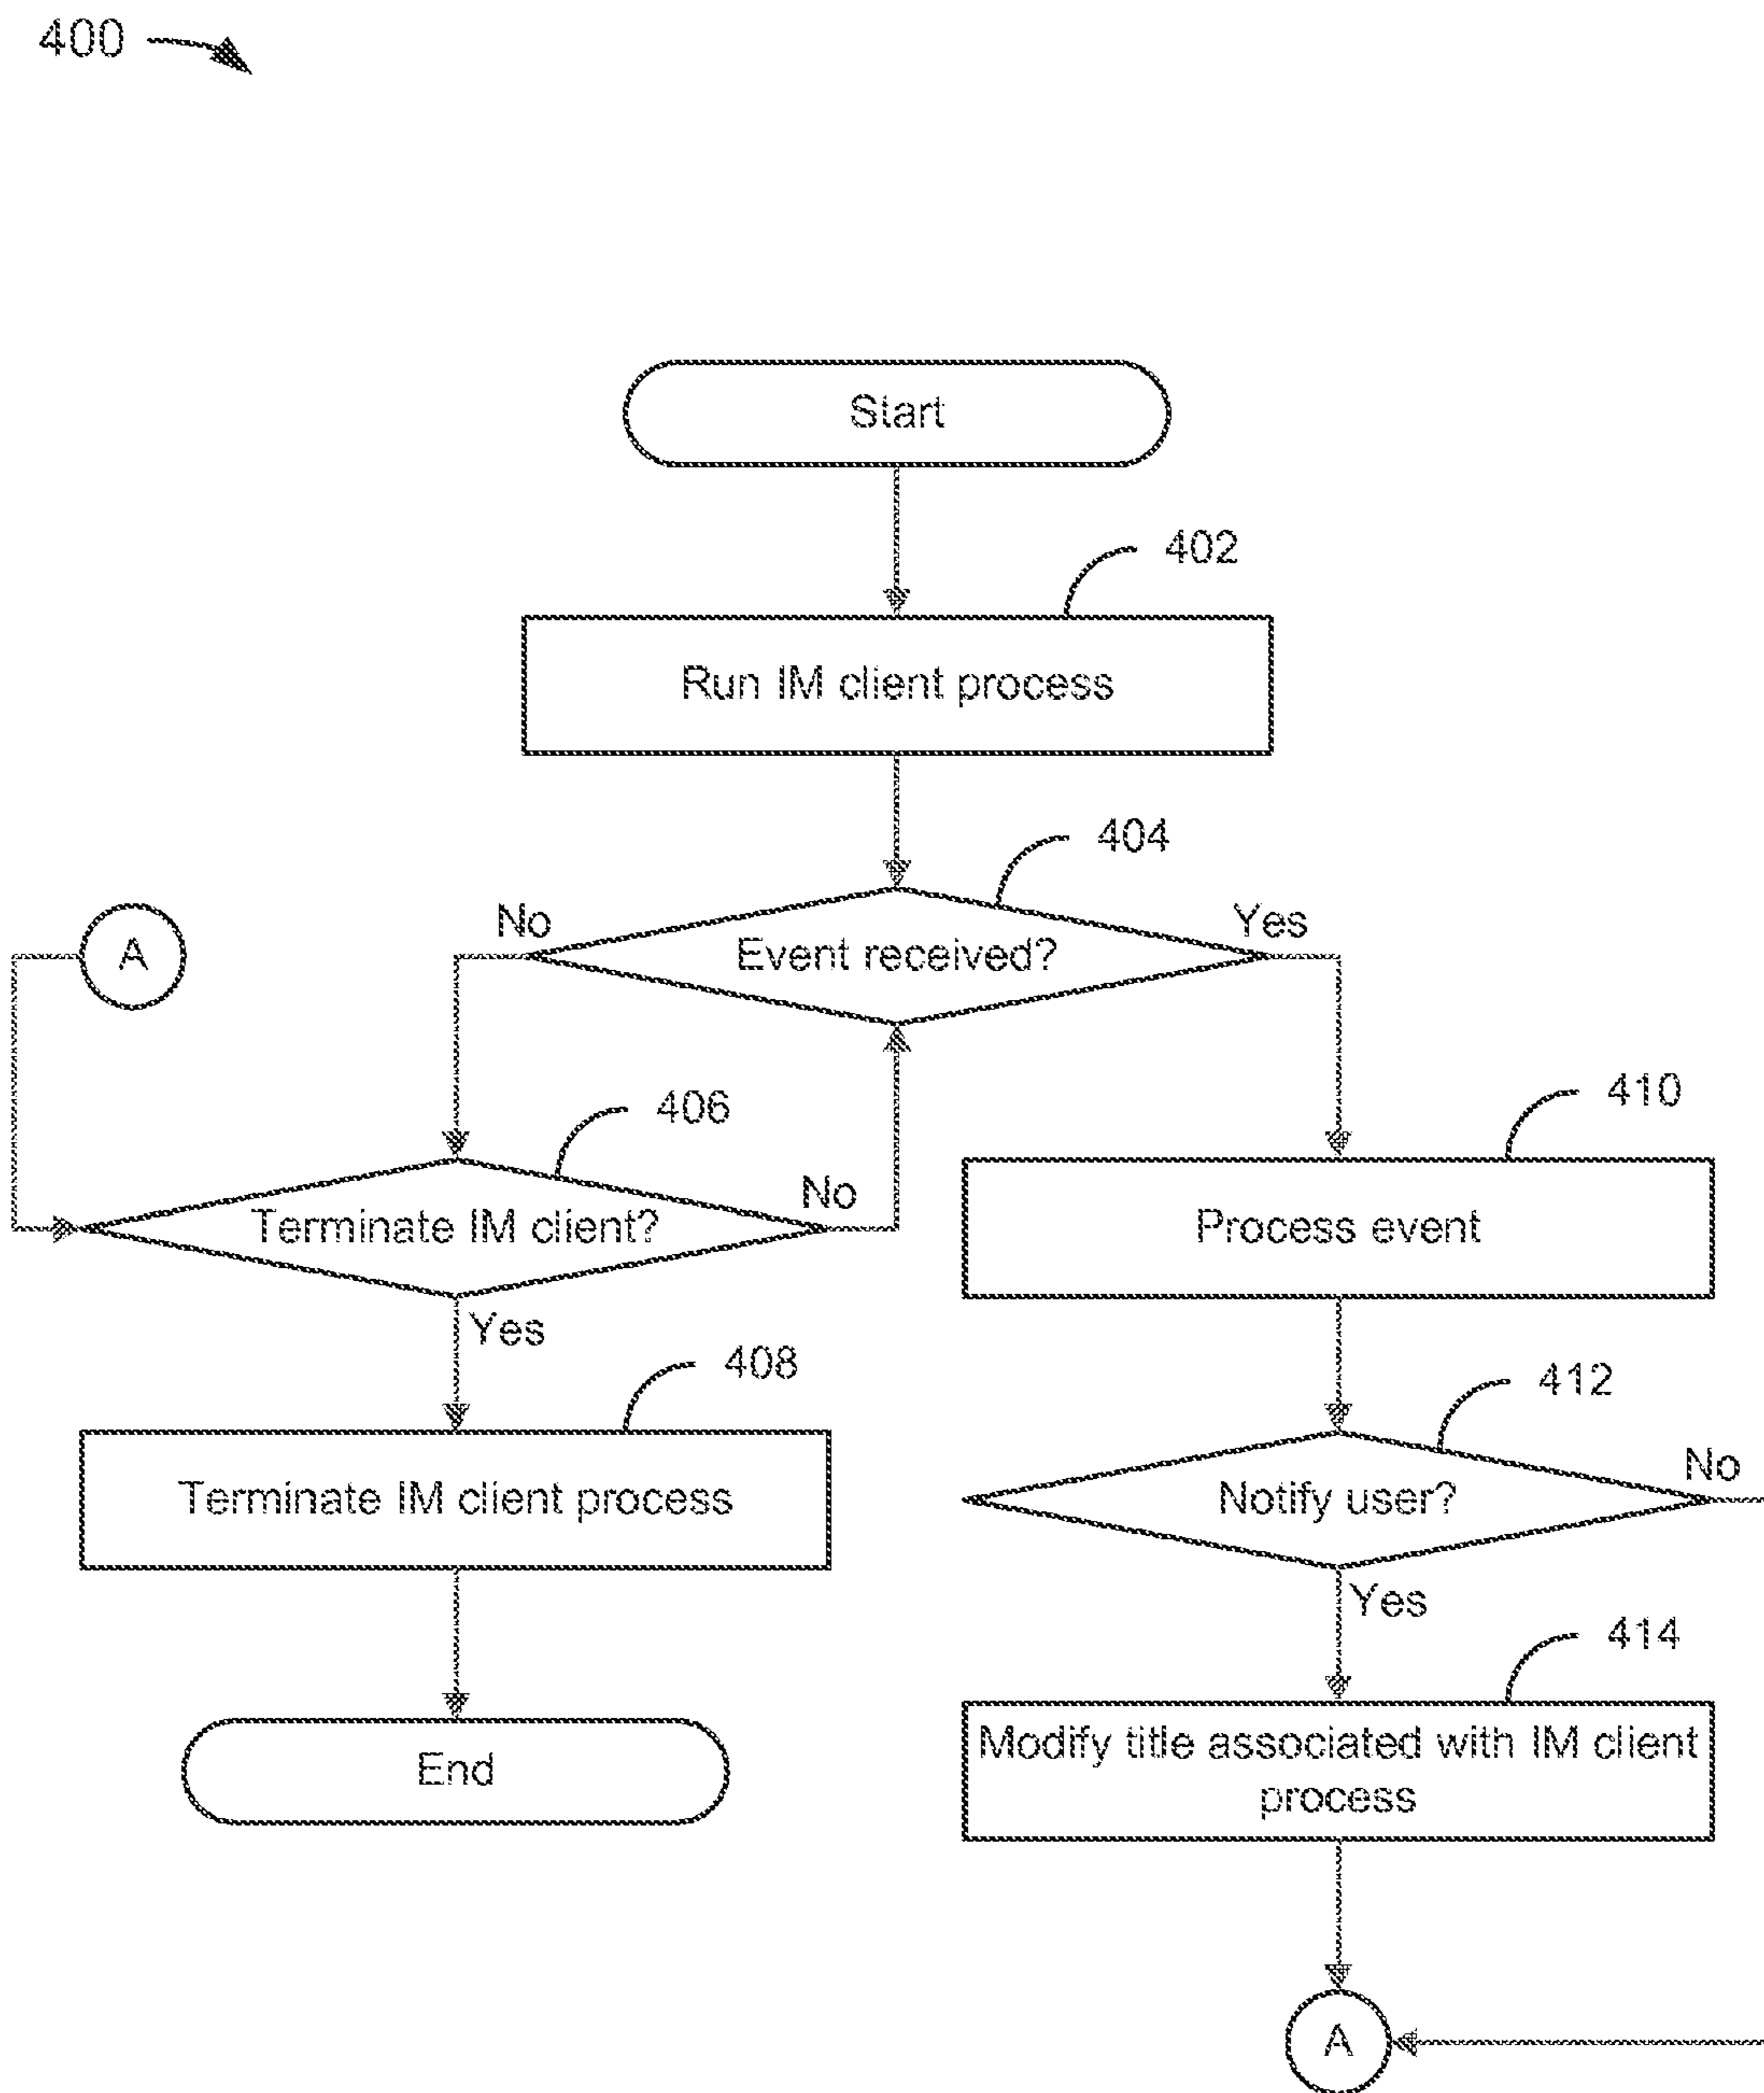 400
Start
402
Run IM client process
404
No
Yes
A
Event received?
410
406
No
Terminate IM client?
Process event
Yes
408
412
No
Terminate IM client process
Notify user?
Yes
414
Modify title associated with IM client
process
End
A